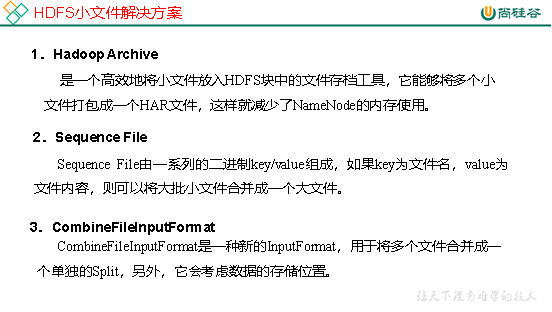 HDFS小文件解决方案
尚硅谷
1．Hadoop Archive
是一个高效地将小文件放入HDFS块中的文件存档工具，它能够将多个小
文件打包成一个HAR文件，这样就减少了NameNode的内存使用。
2．Sequence File
Sequence File由一系列的二进制key/value组成，如果key为文件名，value为
文件内容，则可以将大批小文件合并成一个大文件。
3．CombineFileInputFormat
CombineFileInputFormat是一种新的InputFormat，用于将多个文件合并成一
个单独的Split，另外，它会考虑数据的存储位置。
让天下没有难学的技术